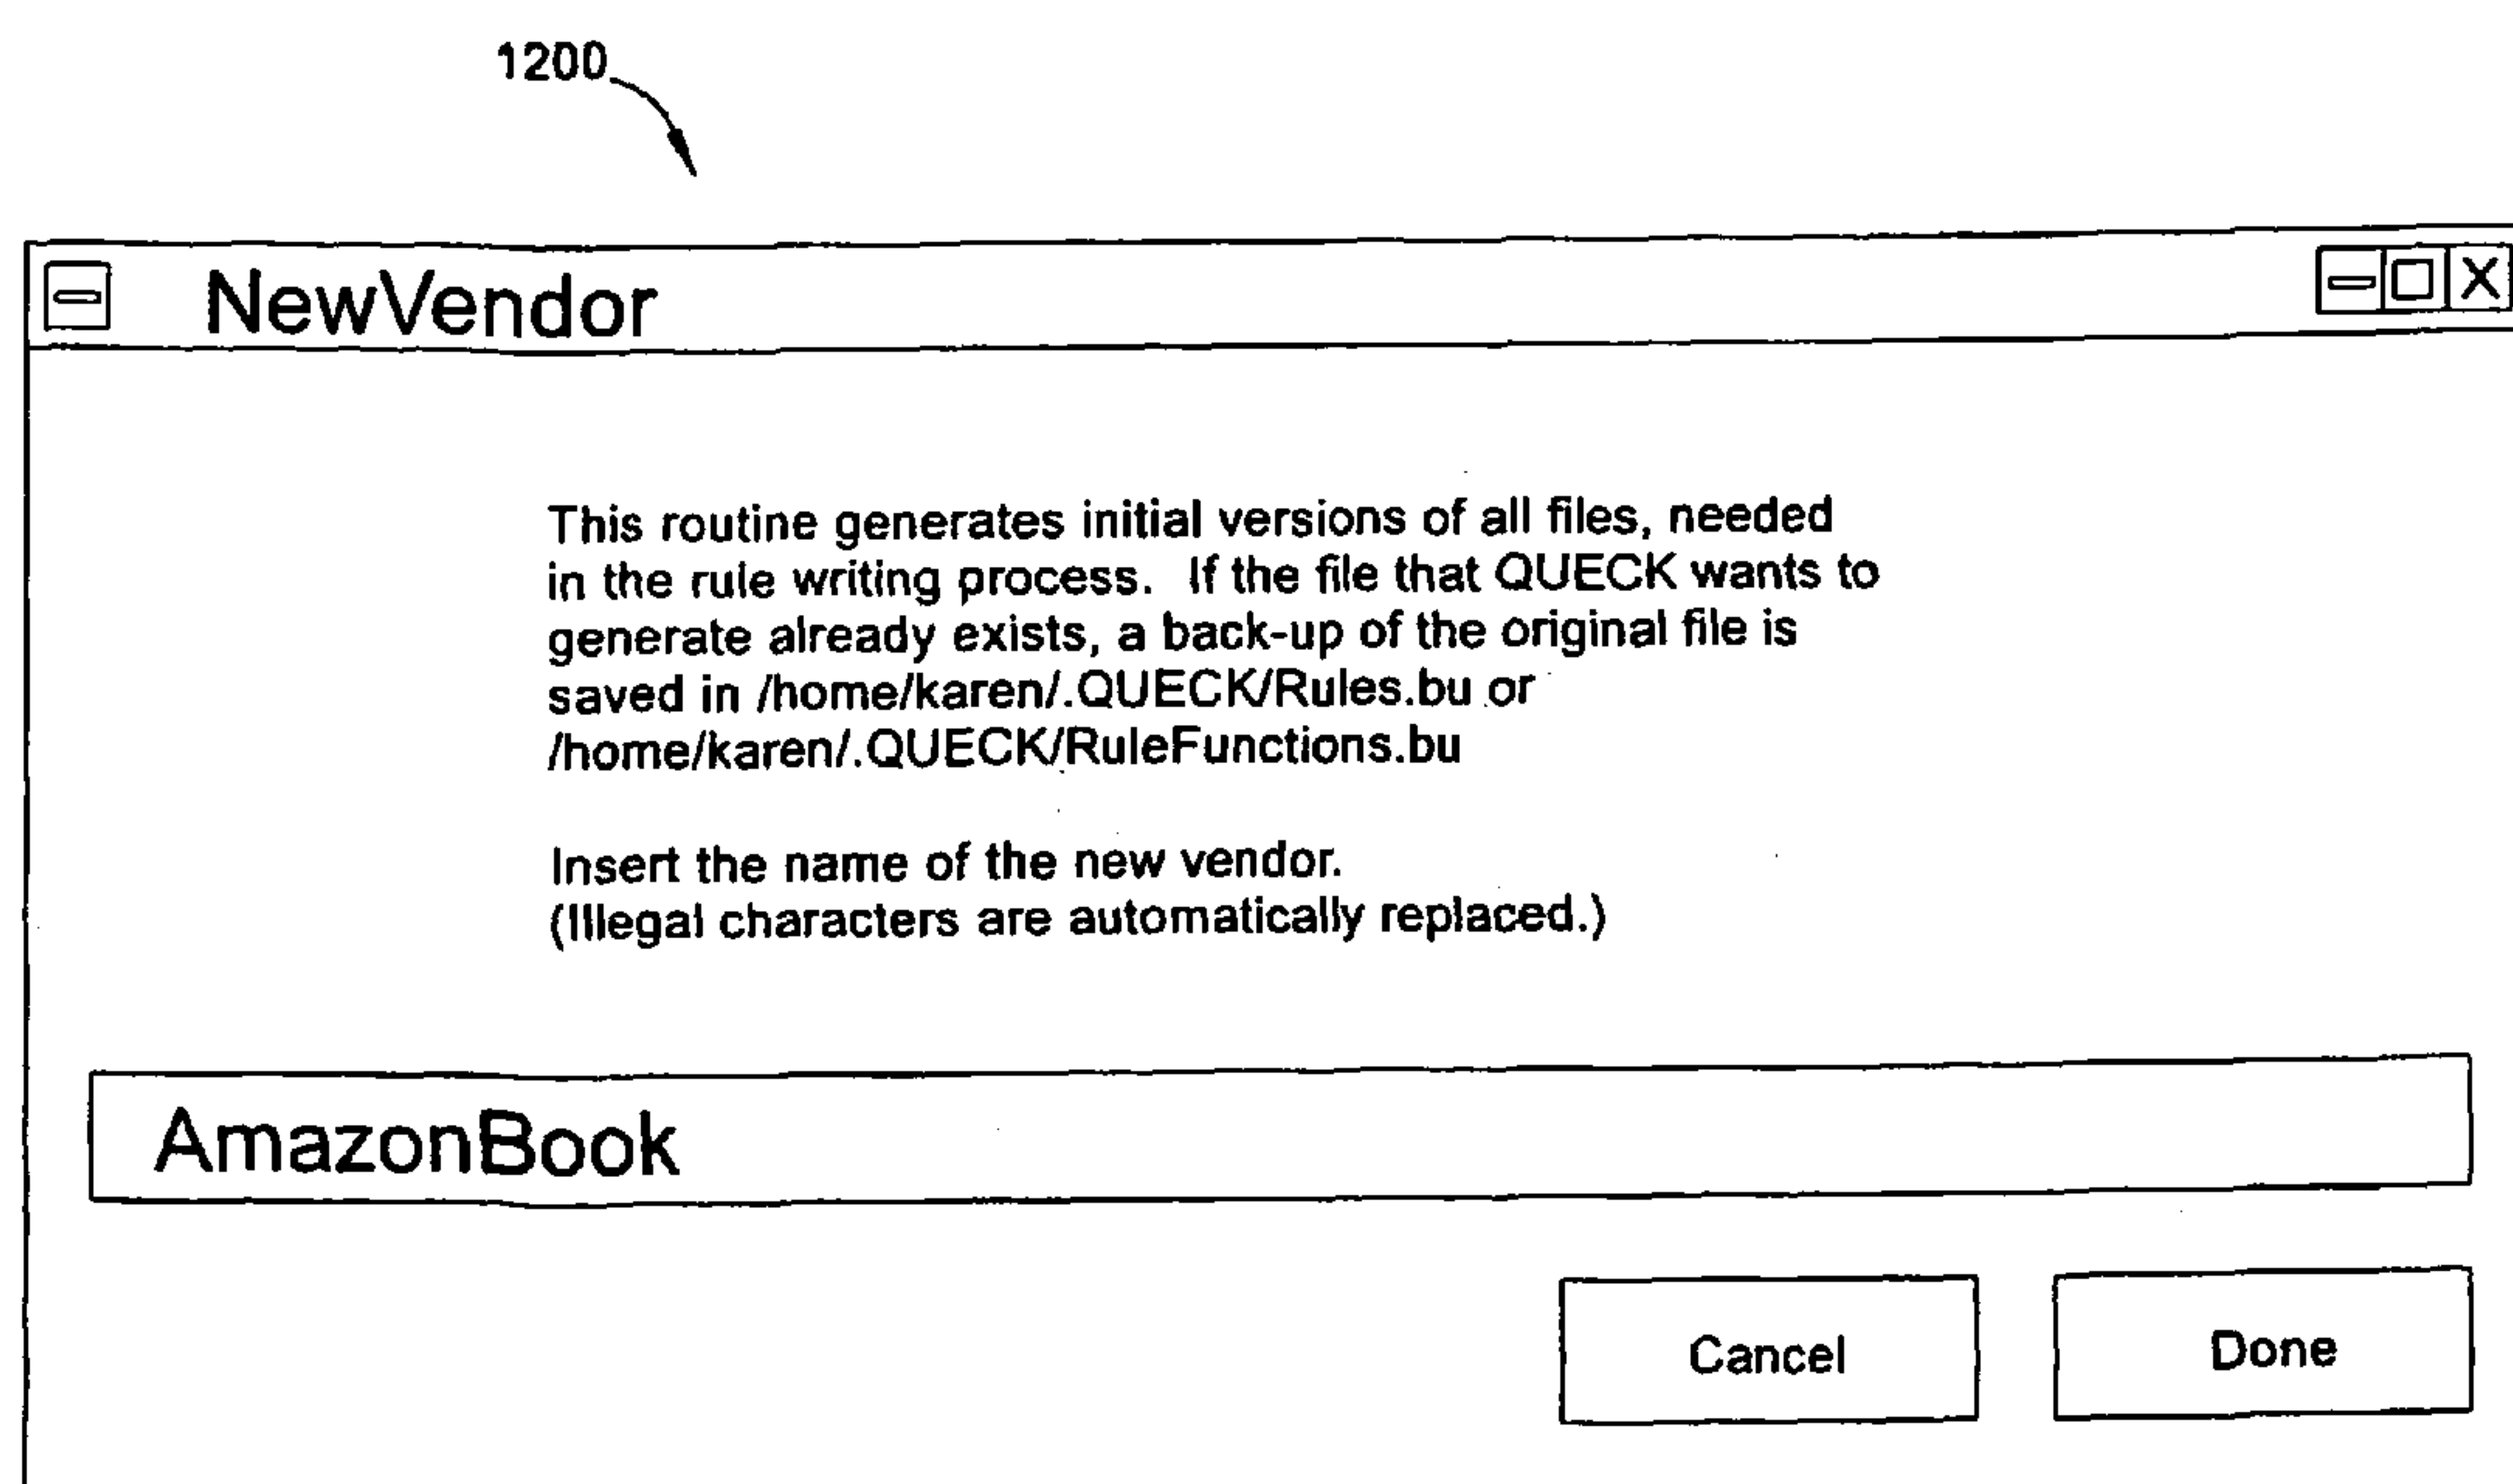 1200
NewVendor
This routine generates initial versions of all files, needed
in the rule writing process. If the file that QUECK wants to
generate already exists, a back-up of the original file is
saved in /home/karen/.QUECK/Rules.bu or
/home/karen/.QUECK/RuleFunctions.bu
Insert the name of the new vendor.
(Illegal characters are automatically replaced.)
AmazonBook
Cancel Done